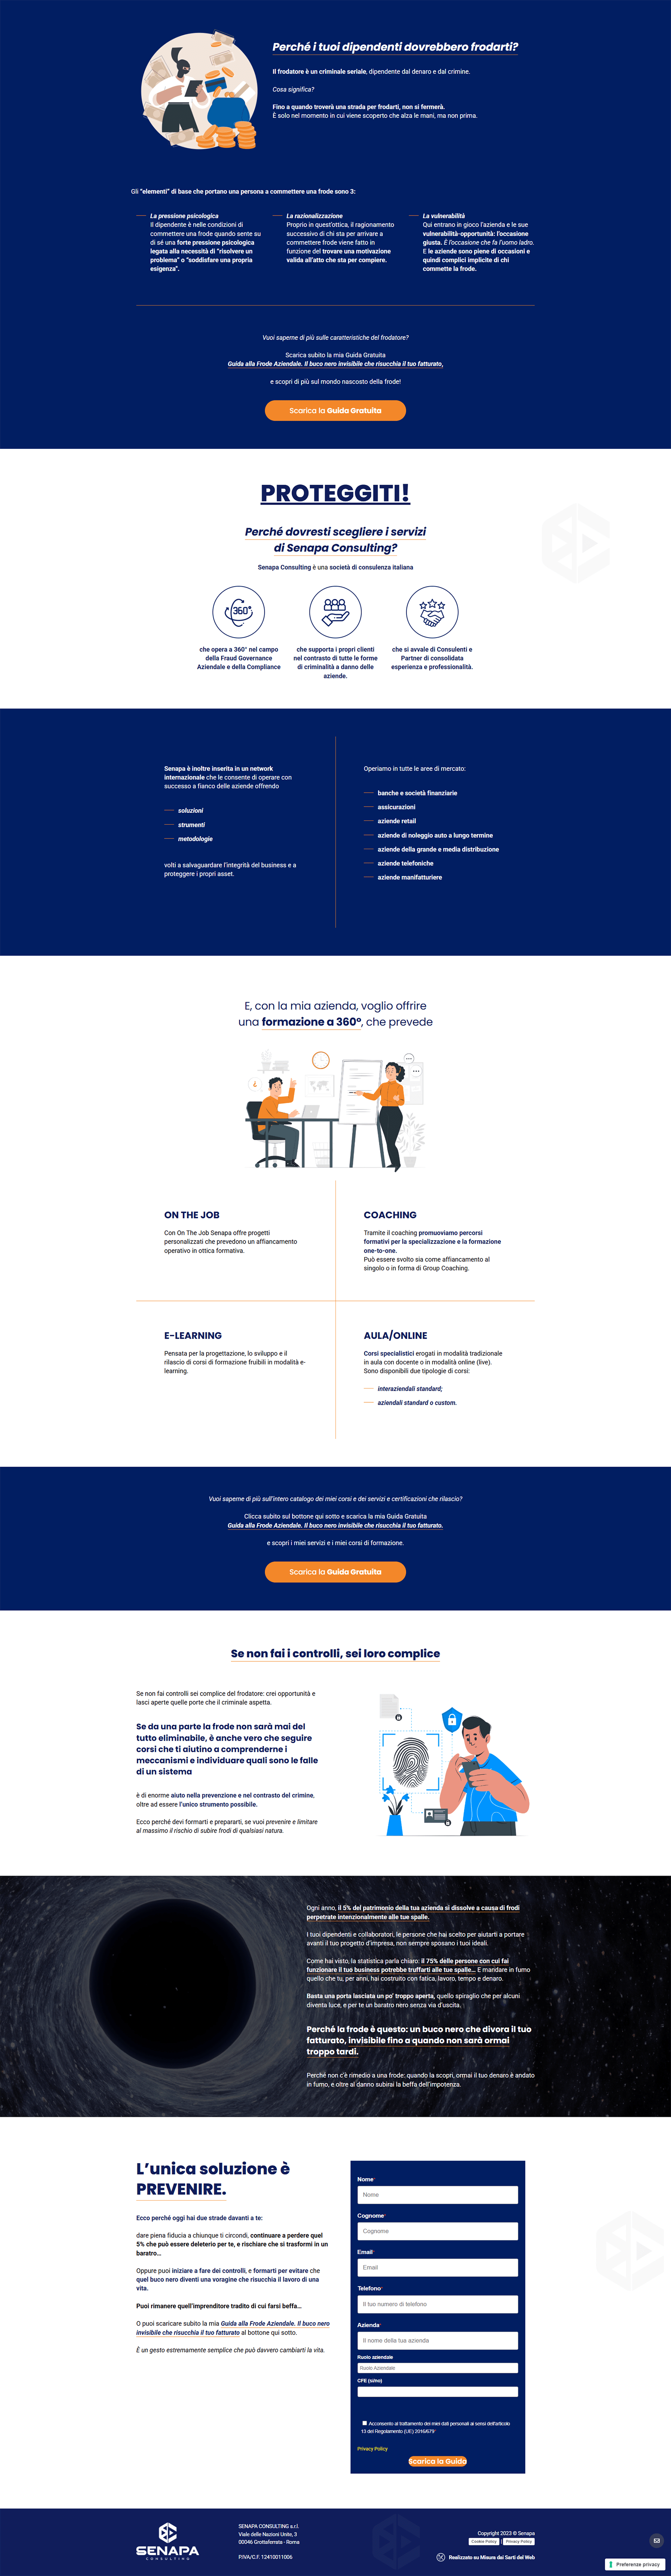 Perché i tuoi dipendenti dovrebbero frodarti?
Il frodatore è un criminale seriale, dipendente dal denaro e dal crimine.
Cosa significa?
Fino a quando troverà una strada per frodarti, non si fermerà.
È solo nel momento in cui viene scoperto che alza le mani, ma non prima.
Gli "elementi" di base che portano una persona a commettere una frode sono 3:
La pressione psicologica
Il dipendente è nelle condizioni di
commettere una frode quando sente su
di sé una forte pressione psicologica
legata alla necessità di "risolvere un
problema" o "soddisfare una propria
esigenza".
La razionalizzazione
Proprio in quest'ottica, il ragionamento
successivo di chi sta per arrivare a
commettere frode viene fatto in
funzione del trovare una motivazione
valida all'atto che sta per compiere.
La vulnerabilità
Qui entrano in gioco l'azienda e le sue
vulnerabilità-opportunità: l'occasione
giusta. È l'occasione che fa l'uomo ladro.
E le aziende sono piene di occasioni e
quindi complici implicite di chi
commette la frode.
Vuoi saperne di più sulle caratteristiche del frodatore?
Scarica subito la mia Guida Gratuita
Guida alla Frode Aziendale. Il buco nero invisibile che risucchia il tuo fatturato,
e scopri di più sul mondo nascosto della frode!
Scarica la Guida Gratuita
PROTEGGITI!
Perché dovresti scegliere i servizi
di Senapa Consulting?
Senapa Consulting è una società di consulenza italiana
360°
che opera a 360° nel campo
della Fraud Governance
Aziendale e della Compliance
che supporta i propri clienti
nel contrasto di tutte le forme
di criminalità a danno delle
aziende.
che si avvale di Consulenti e
Partner di consolidata
esperienza e professionalità.
Senapa è inoltre inserita in un network
internazionale che le consente di operare con
successo a fianco delle aziende offrendo
soluzioni
strumenti
metodologie
volti a salvaguardare l'integrità del business e a
proteggere i propri asset.
Operiamo in tutte le aree di mercato:
banche e società finanziarie
assicurazioni
aziende retail
aziende di noleggio auto a lungo termine
aziende della grande e media distribuzione
aziende telefoniche
aziende manifatturiere
E, con la mia azienda, voglio offrire
una formazione a 360°, che prevede
ON THE JOB
Con On The Job Senapa offre progetti
personalizzati che prevedono un affiancamento
operativo in ottica formativa.
COACHING
Tramite il coaching promuoviamo percorsi
formativi per la specializzazione e la formazione
one-to-one.
Può essere svolto sia come affiancamento al
singolo o in forma di Group Coaching.
E-LEARNING
Pensata per la progettazione, lo sviluppo e il
rilascio di corsi di formazione fruibili in modalità e-
learning.
AULA/ONLINE
Corsi specialistici erogati in modalità tradizionale
in aula con docente o in modalità online (live).
Sono disponibili due tipologie di corsi:
interaziendali standard;
aziendali standard o custom.
Vuoi saperne di più sull'intero catalogo dei miei corsi e dei servizi e certificazioni che rilascio?
Clicca subito sul bottone qui sotto e scarica la mia Guida Gratuita
Guida alla Frode Aziendale. Il buco nero invisibile che risucchia il tuo fatturato.
e scopri i miei servizi e i miei corsi di formazione.
Scarica la Guida Gratuita
Se non fai i controlli, sei loro complice
Se non fai controlli sei complice del frodatore: crei opportunità e
lasci aperte quelle porte che il criminale aspetta.
Se da una parte la frode non sarà mai del
tutto eliminabile, è anche vero che seguire
corsi che ti aiutino a comprenderne i
meccanismi e individuare quali sono le falle
di un sistema
è di enorme aiuto nella prevenzione e nel contrasto del crimine,
oltre ad essere l'unico strumento possibile.
Ecco perché devi formarti e prepararti, se vuoi prevenire e limitare
al massimo il rischio di subire frodi di qualsiasi natura.
Ogni anno, il 5% del patrimonio della tua azienda si dissolve a causa di frodi
perpetrate intenzionalmente alle tue spalle.
I tuoi dipendenti e collaboratori, le persone che hai scelto per aiutarti a portare
avanti il tuo progetto d'impresa, non sempre sposano i tuoi ideali.
Come hai visto, la statistica parla chiaro: il 75% delle persone con cui fai
funzionare il tuo business potrebbe truffarti alle tue spalle... E mandare in fumo
quello che tu, per anni, hai costruito con fatica, lavoro, tempo e denaro.
Basta una porta lasciata un po' troppo aperta, quello spiraglio che per alcuni
diventa luce, e per te un baratro nero senza via d'uscita.
Perché la frode è questo: un buco nero che divora il tuo
fatturato, invisibile fino a quando non sarà ormai
troppo tardi.
Perché non c'è rimedio a una frode: quando la scopri, ormai il tuo denaro è andato
in fumo, e oltre al danno subirai la beffa dell'impotenza.
L'unica soluzione è
PREVENIRE.
Ecco perché oggi hai due strade davanti a te:
dare piena fiducia a chiunque ti circondi, continuare a perdere quel
5% che può essere deleterio per te, e rischiare che si trasformi in un
baratro...
Oppure puoi iniziare a fare dei controlli, e formarti per evitare che
quel buco nero diventi una voragine che risucchia il lavoro di una
vita.
Puoi rimanere quell'imprenditore tradito di cui farsi beffa...
O puoi scaricare subito la mia Guida alla Frode Aziendale. Il buco nero
invisibile che risucchia il tuo fatturato al bottone qui sotto.
È un gesto estremamente semplice che può davvero cambiarti la vita.
Nome*
Nome
Cognome*
Cognome
Email*
Email
Telefono*
Il tuo numero di telefono
Azienda*
Il nome della tua azienda
Ruolo aziendale
Ruolo Aziendale
CFE (si/no)
Acconsento al trattamento dei miei dati personali ai sensi dell'articolo
13 del Regolamento (UE) 2016/679*
Privacy Policy
Scarica la Guida
SENAPA
CONSULTING
SENAPA CONSULTING s.r.l.
Viale delle Nazioni Unite, 3
00046 Grottaferrata - Roma
P.IVA/C.F. 12410011006
Copyright 2023 © Senapa
Cookie Policy Privacy Policy
Realizzato su Misura dai Sarti del Web
Preferenze privacy